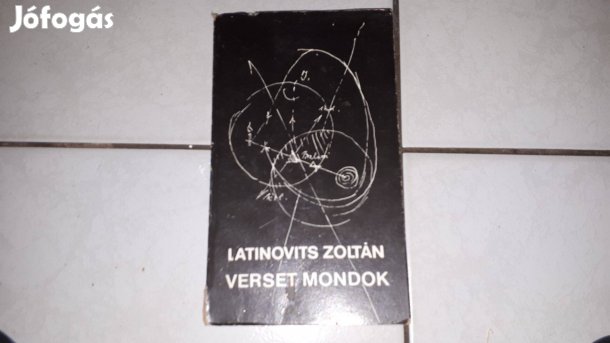 Jófogás
LATINOVITS ZOLTÁN
VERSET MONDOK